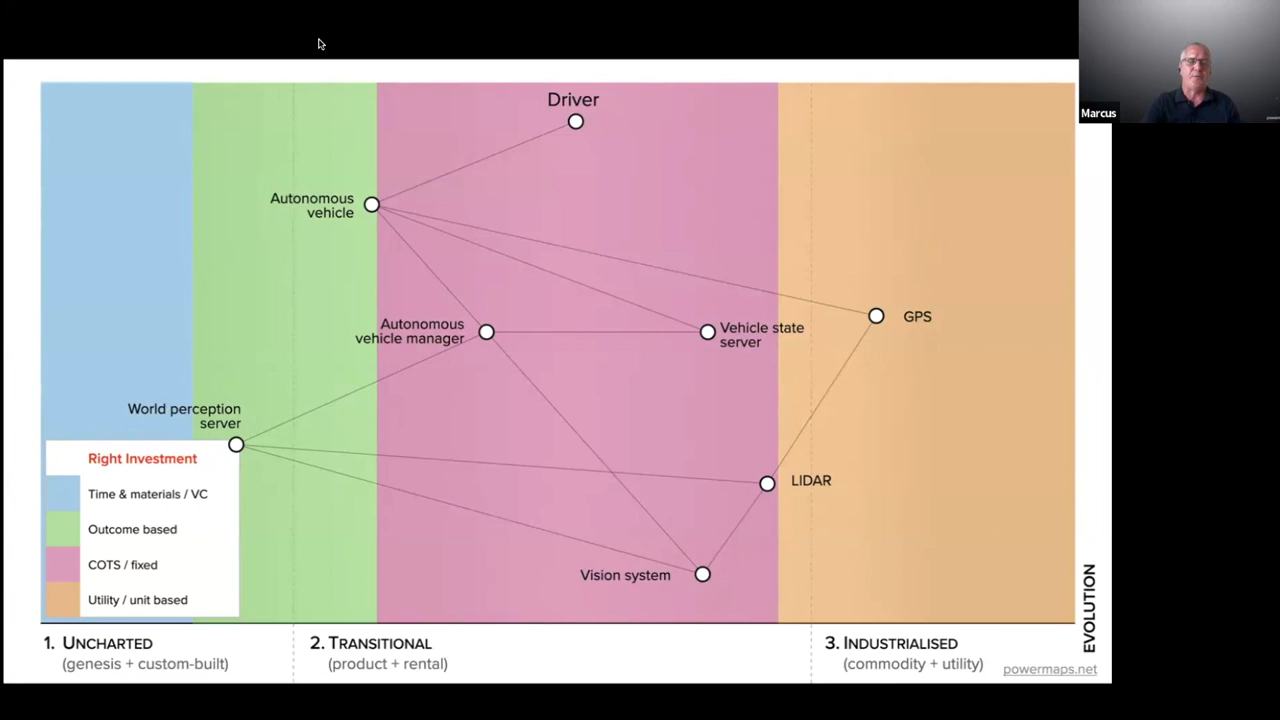 Driver
Autonomous
vehicle
Autonomous
vehicle manager
Vehicle state
server
GPS
World perception
server
LIDAR
Vision system
Right Investment
Time & materials / VC
Outcome based
COTS / fixed
Utility / unit based
EVOLUTION
1. UNCHARTED
(genesis + custom-built)
2. TRANSITIONAL
(product + rental)
3. INDUSTRIALISED
(commodity + utility)
powermaps.net
Marcus